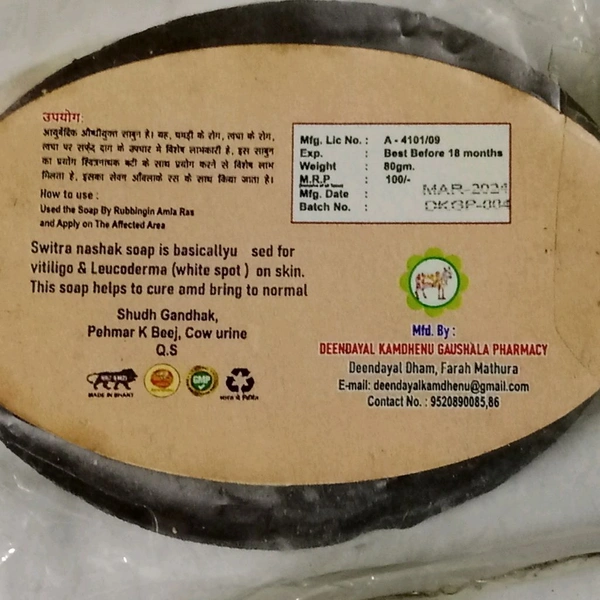 उपयोग:
आयुर्वेदिक औषधीयुक्त साबुन है। यह, चमड़ी के रोग, त्वचा के रोग,
त्वचा पर सफेद दाग के उपचार मे विशेष लाभकारी है, इस साबुन
का प्रयोग स्वित्रनाशक बटी के साथ प्रयोग करने से विशेष लाभ
मिलता है, इसका सेवन आँवलाके रस के साथ किया जाता है।
How to use :
Used the Soap By Rubbingin Amla Ras
and Apply on The Affected Area
Mfg. Lic No. : A - 4101/09
Exp. : Best Before 18 months
Weight : 80gm.
M.R.P. : 100/-
Mfg. Date : MAR-2024
Batch No. : DKGP-004
Switra nashak soap is basicallyu sed for
vitiligo & Leucoderma (white spot ) on skin.
This soap helps to cure amd bring to normal
Shudh Gandhak,
Pehmar K Beej, Cow urine
Q.S
MADE IN BHARAT
GMP
Mfd. By :
DEENDAYAL KAMDHENU GAUSHALA PHARMACY
Deendayal Dham, Farah Mathura
E-mail: deendayalkamdhenu@gmail.com
Contact No. : 9520890085,86